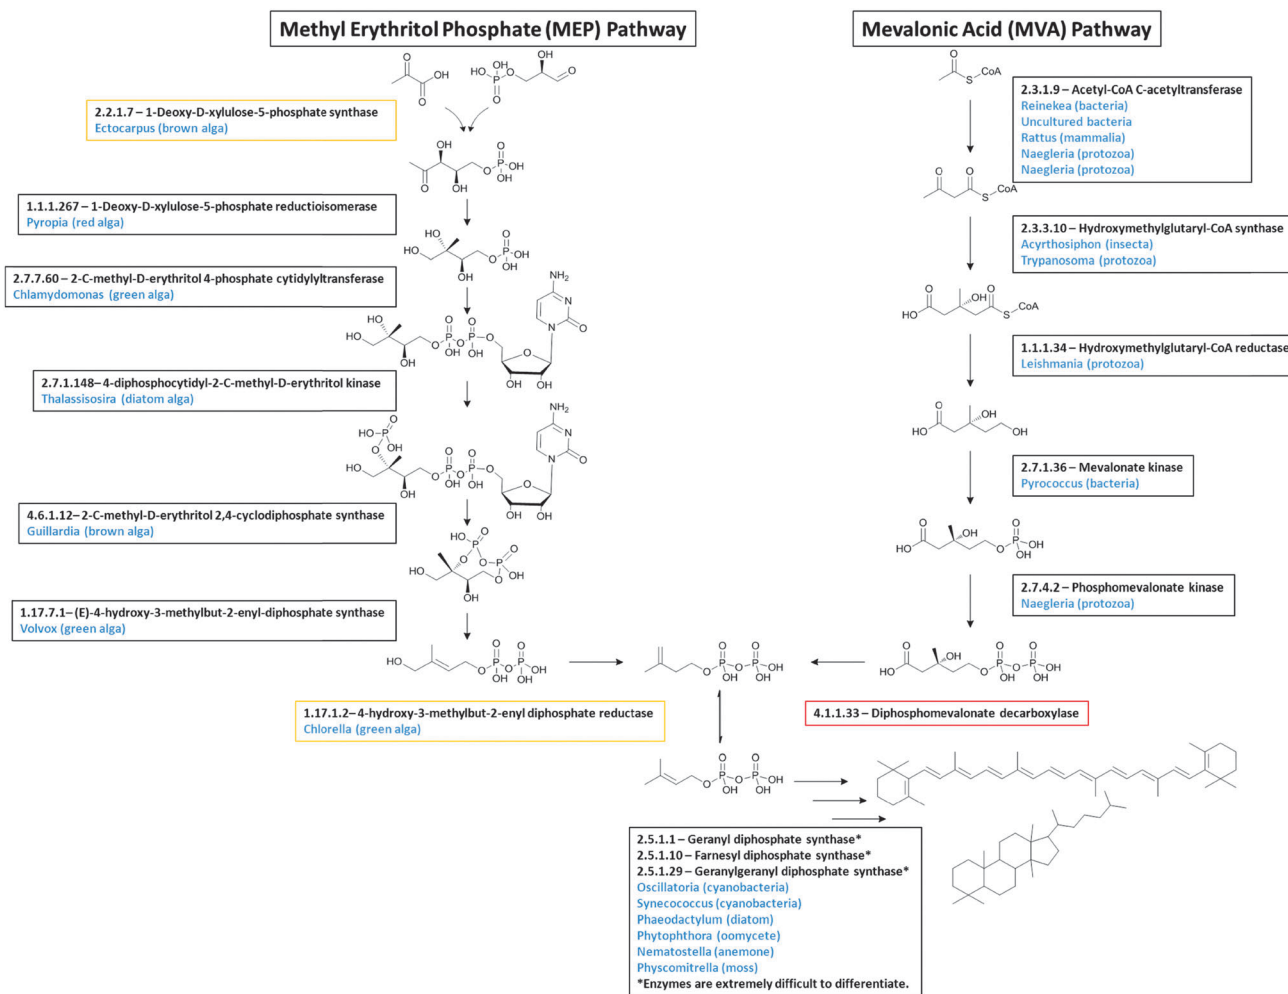 Methyl Erythritol Phosphate (MEP) Pathway
2.2.1.7 – 1-Deoxy-D-xylulose-5-phosphate synthase
Ectocarpus (brown alga)
1.1.1.267 – 1-Deoxy-D-xylulose-5-phosphate reductioisomerase
Pyropia (red alga)
2.7.7.60 – 2-C-methyl-D-erythritol 4-phosphate cytidylyltransferase
Chlamydomonas (green alga)
2.7.1.148 – 4-diphosphocytidyl-2-C-methyl-D-erythritol kinase
Thalassiosira (diatom alga)
4.6.1.12– 2-C-methyl-D-erythritol 2,4-cyclodiphosphate synthase
Guillardia (brown alga)
1.17.7.1– (E)-4-hydroxy-3-methylbut-2-enyl-diphosphate synthase
Volvox (green alga)
1.17.1.2– 4-hydroxy-3-methylbut-2-enyl diphosphate reductase
Chlorella (green alga)
Mevalonic Acid (MVA) Pathway
2.3.1.9 – Acetyl-CoA C-acetyltransferase
Reinekea (bacteria)
Uncultured bacteria
Rattus (mammalia)
Naegleria (protozoa)
Naegleria (protozoa)
2.3.3.10 – Hydroxymethylglutaryl-CoA synthase
Acyrthosiphon (insecta)
Trypanosoma (protozoa)
1.1.1.34 – Hydroxymethylglutaryl-CoA reductase
Leishmania (protozoa)
2.7.1.36 – Mevalonate kinase
Pyrococcus (bacteria)
2.7.4.2 – Phosphomevalonate kinase
Naegleria (protozoa)
4.1.1.33 – Diphosphomevalonate decarboxylase
2.5.1.1 – Geranyl diphosphate synthase*
2.5.1.10 – Farnesyl diphosphate synthase*
2.5.1.29 – Geranylgeranyl diphosphate synthase*
Oscillatoria (cyanobacteria)
Synecococcus (cyanobacteria)
Phaeodactylum (diatom)
Phytophthora (oomycete)
Nematostella (anemone)
Physcomitrella (moss)
*Enzymes are extremely difficult to differentiate.